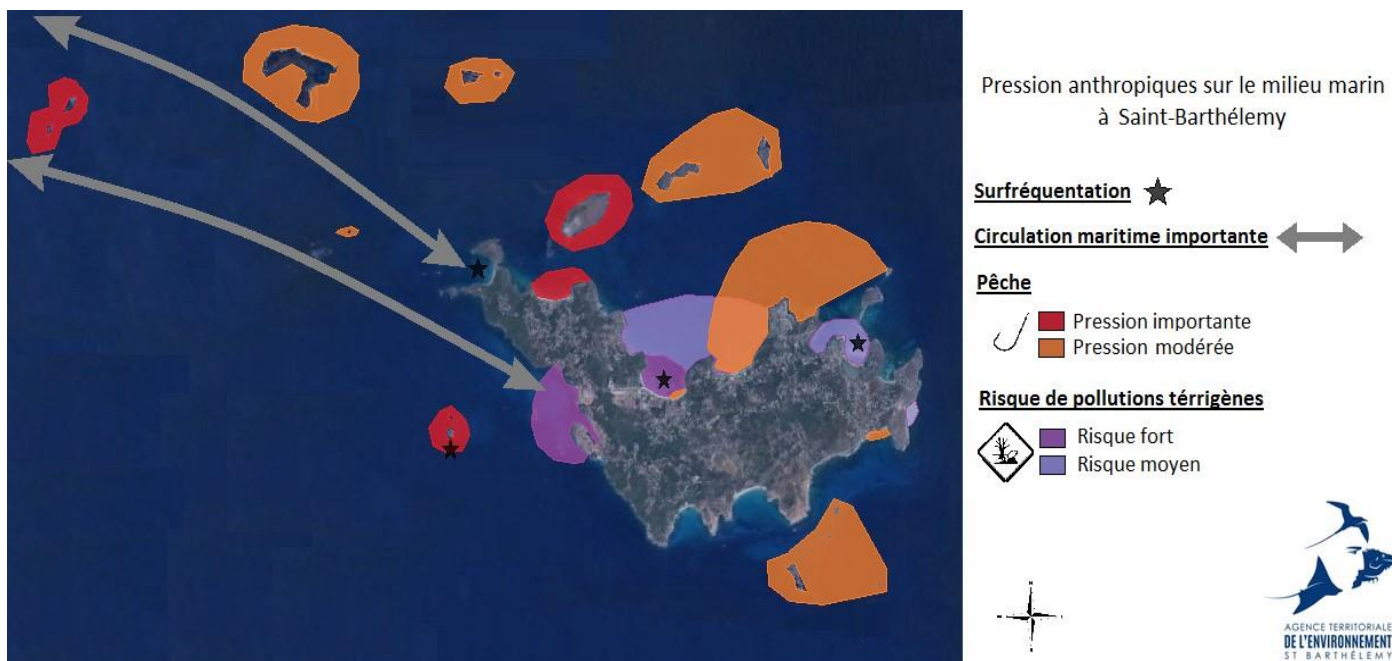 Pression anthropiques sur le milieu marin
à Saint-Barthélemy
Surfréquentation
Circulation maritime importante
Pêche
Pression importante
Pression modérée
Risque de pollutions térrigènes
Risque fort
Risque moyen
AGENCE TERRITORIALE
DE L'ENVIRONNEMENT
ST BARTHÉLEMY